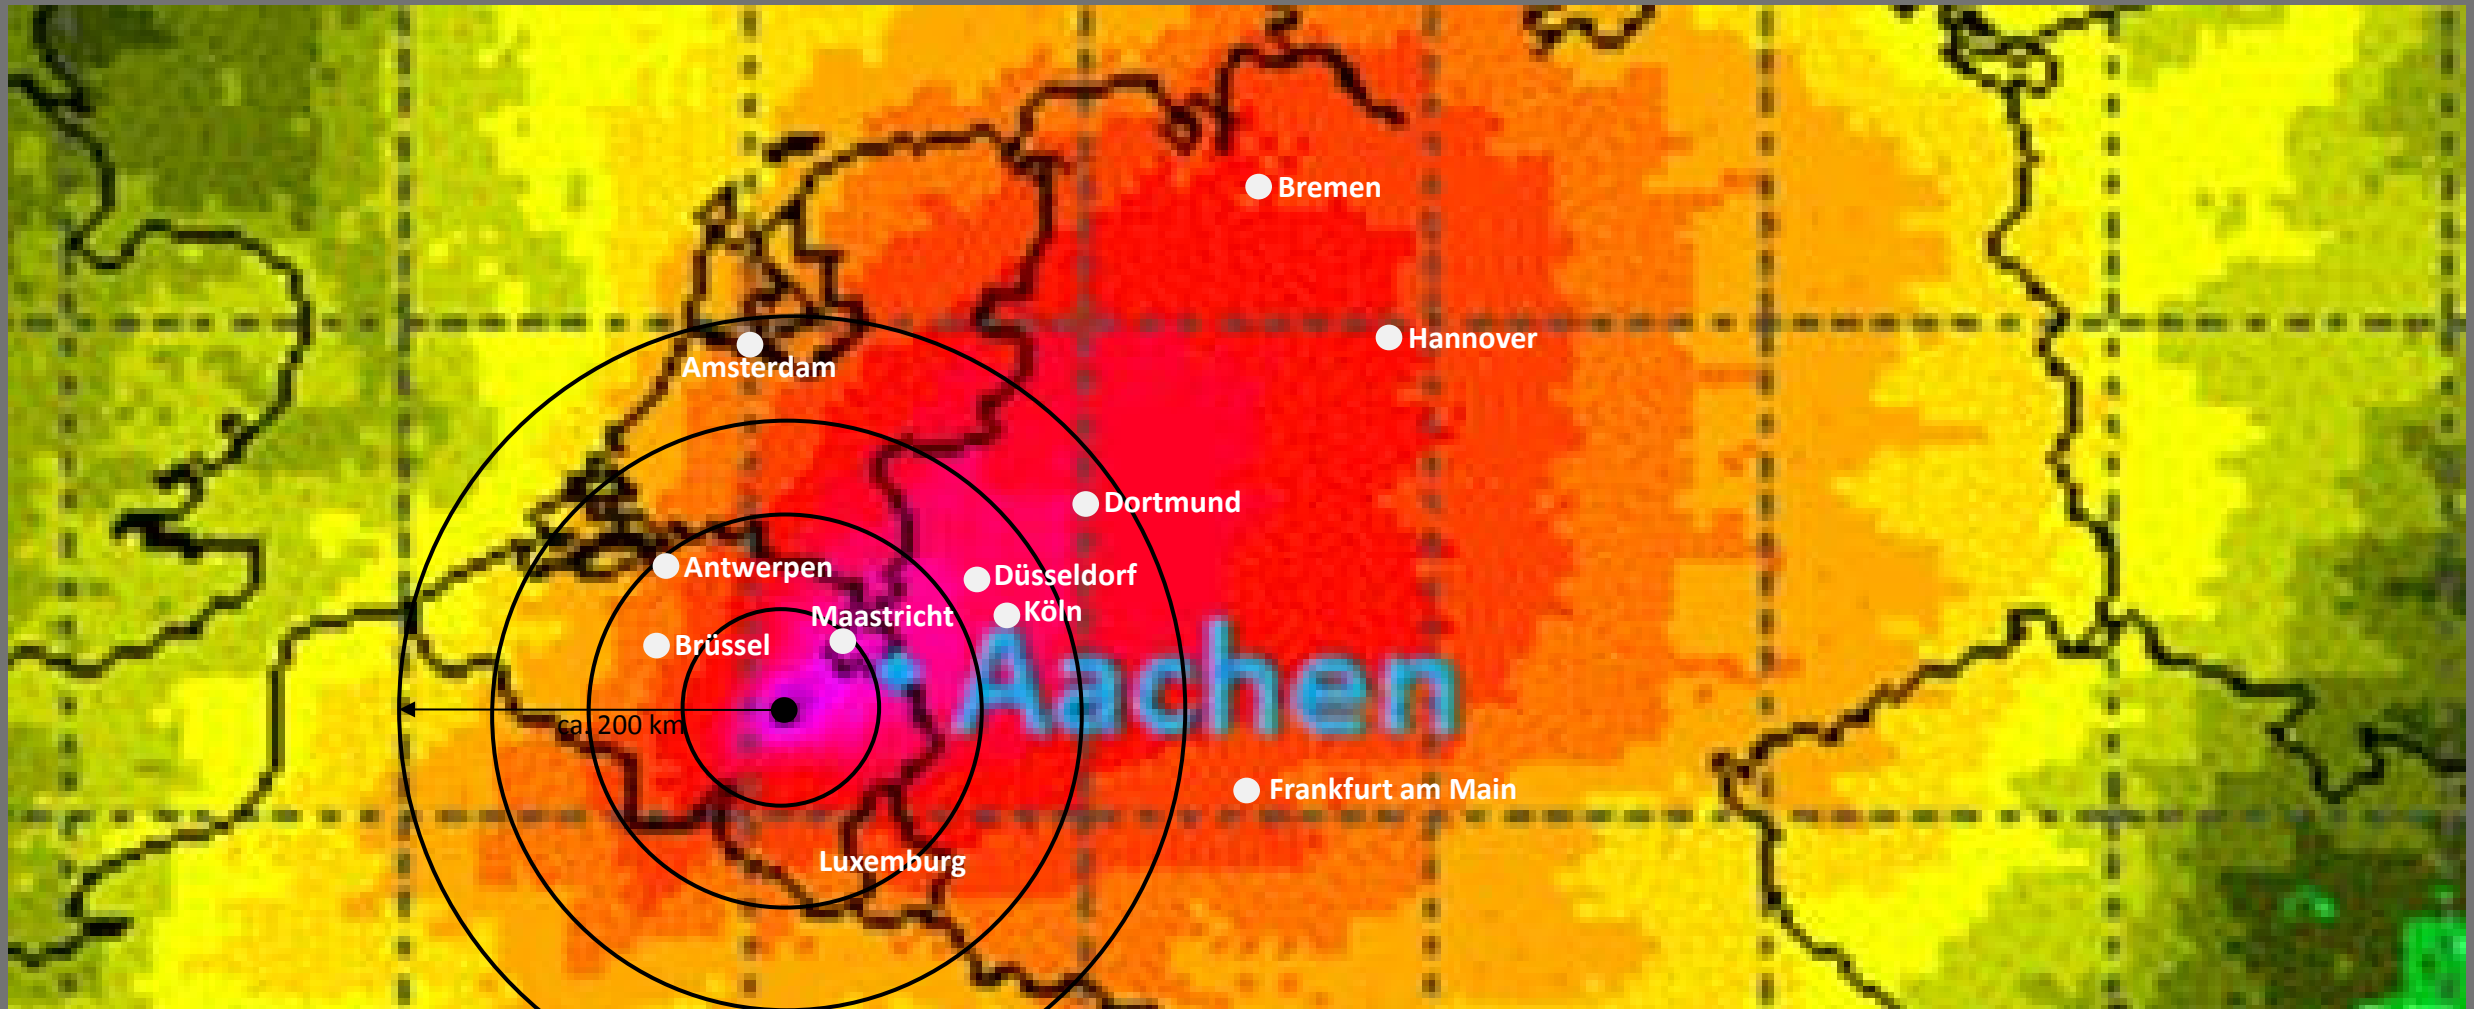 Bremen
Hannover
Amsterdam
Dortmund
Antwerpen
Düsseldorf
Maastricht
Köln
Brüssel
Aachen
ca. 200 km
Frankfurt am Main
Luxemburg